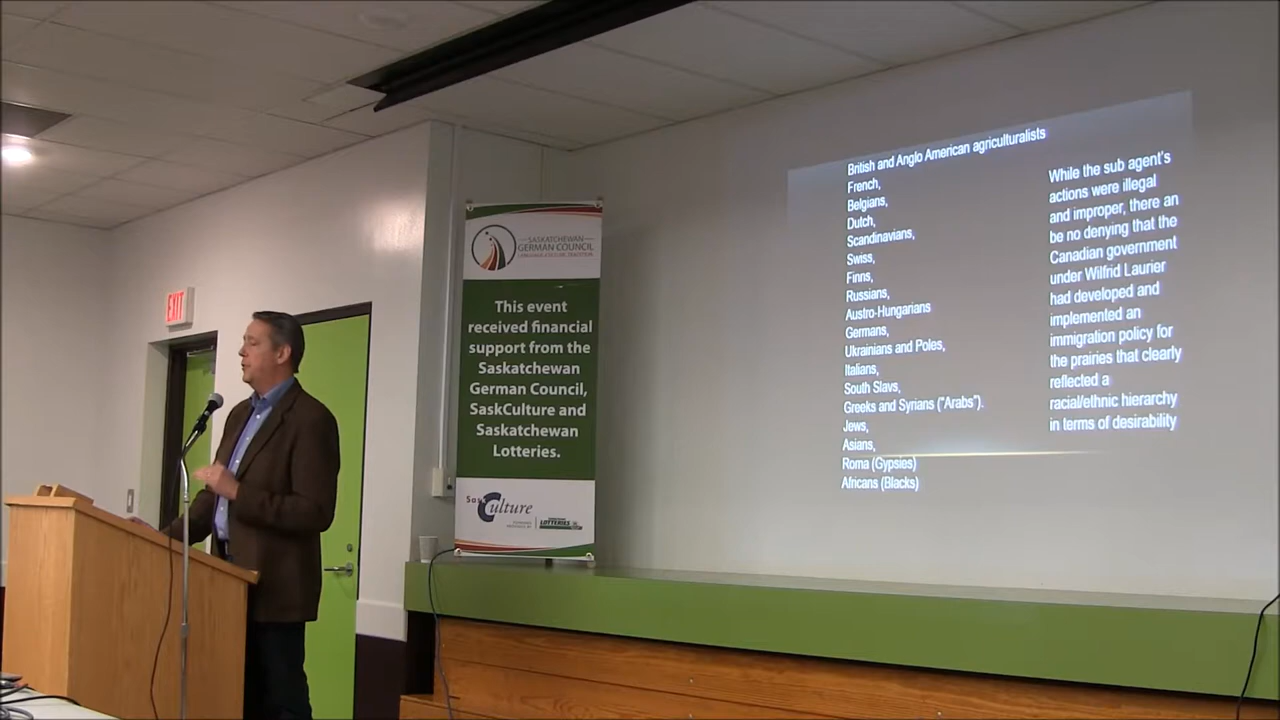 EXIT
SASKATCHEWAN
GERMAN COUNCIL
LANGUAGE, CULTURE, TRADITION
This event
received financial
support from the
Saskatchewan
German Council,
SaskCulture and
Saskatchewan
Lotteries.
SaskCulture
LOTTERIES
British and Anglo American agriculturalists
French,
Belgians,
Dutch,
Scandinavians,
Swiss,
Finns,
Russians,
Austro-Hungarians
Germans,
Ukrainians and Poles,
Italians,
South Slavs,
Greeks and Syrians ("Arabs").
Jews,
Asians,
Roma (Gypsies)
Africans (Blacks)
While the sub agent's
actions were illegal
and improper, there an
be no denying that the
Canadian government
under Wilfrid Laurier
had developed and
implemented an
immigration policy for
the prairies that clearly
reflected a
racial/ethnic hierarchy
in terms of desirability